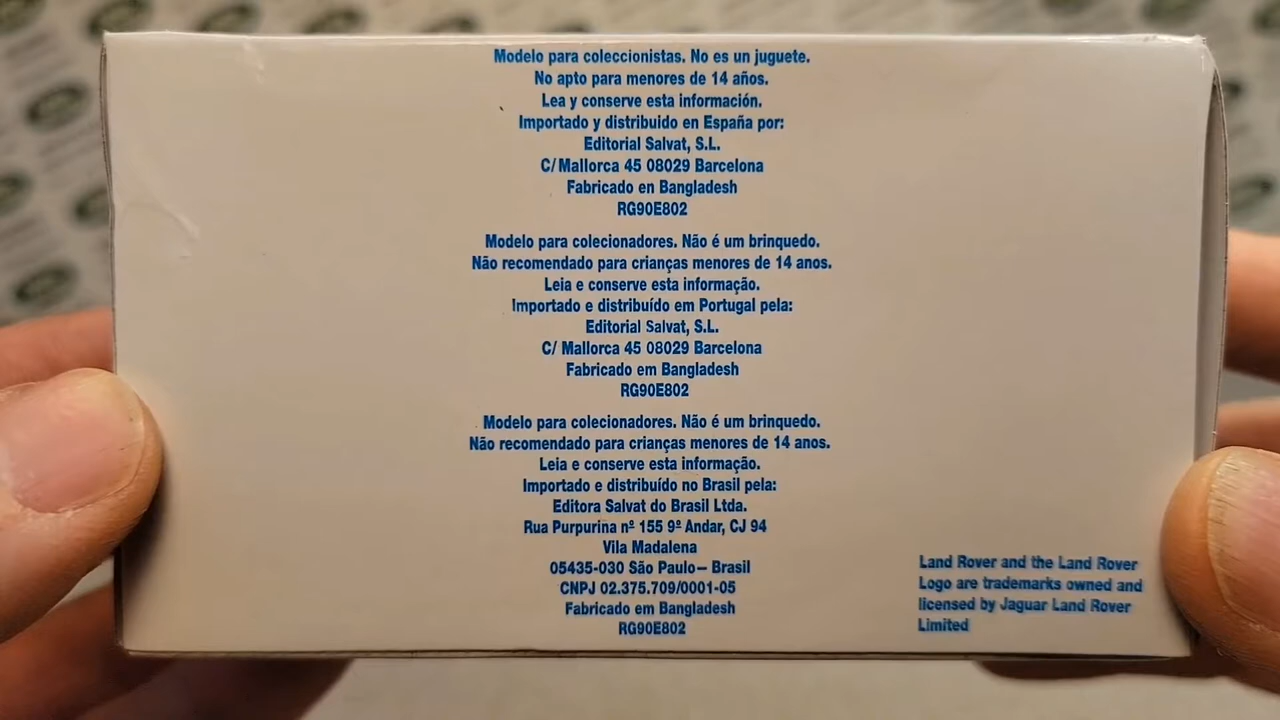 Modelo para coleccionistas. No es un juguete.
No apto para menores de 14 años.
Lea y conserve esta información.
Importado y distribuido en España por:
Editorial Salvat, S.L.
C/Mallorca 45 08029 Barcelona
Fabricado en Bangladesh
RG90E802
Modelo para colecionadores. Não é um brinquedo.
Não recomendado para crianças menores de 14 anos.
Leia e conserve esta informação.
Importado e distribuído em Portugal pela:
Editorial Salvat, S.L.
C/ Mallorca 45 08029 Barcelona
Fabricado em Bangladesh
RG90E802
Modelo para colecionadores. Não é um brinquedo.
Não recomendado para crianças menores de 14 anos.
Leia e conserve esta informação.
Importado e distribuído no Brasil pela:
Editora Salvat do Brasil Ltda.
Rua Purpurina nº 155 9º Andar, CJ 94
Vila Madalena
05435-030 São Paulo– Brasil
CNPJ 02.375.709/0001-05
Fabricado em Bangladesh
RG90E802
Land Rover and the Land Rover
Logo are trademarks owned and
licensed by Jaguar Land Rover
Limited